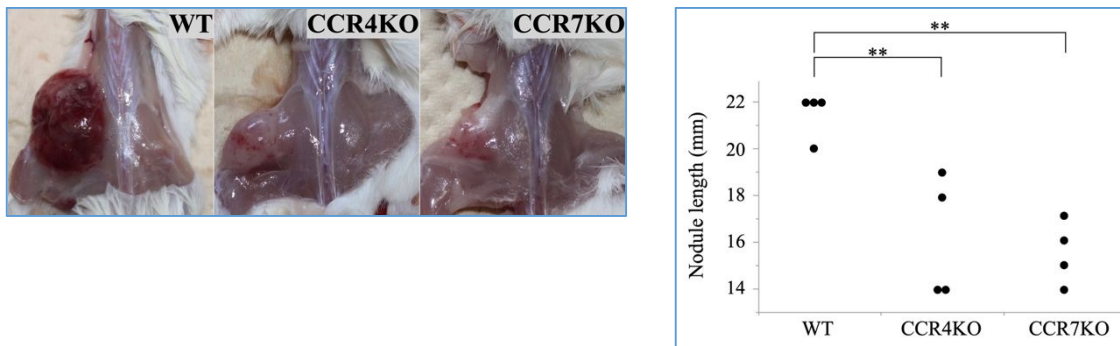 WT
CCR4KO
CCR7KO
**
**
Nodule length (mm)
22
20
18
16
14
WT
CCR4KO
CCR7KO